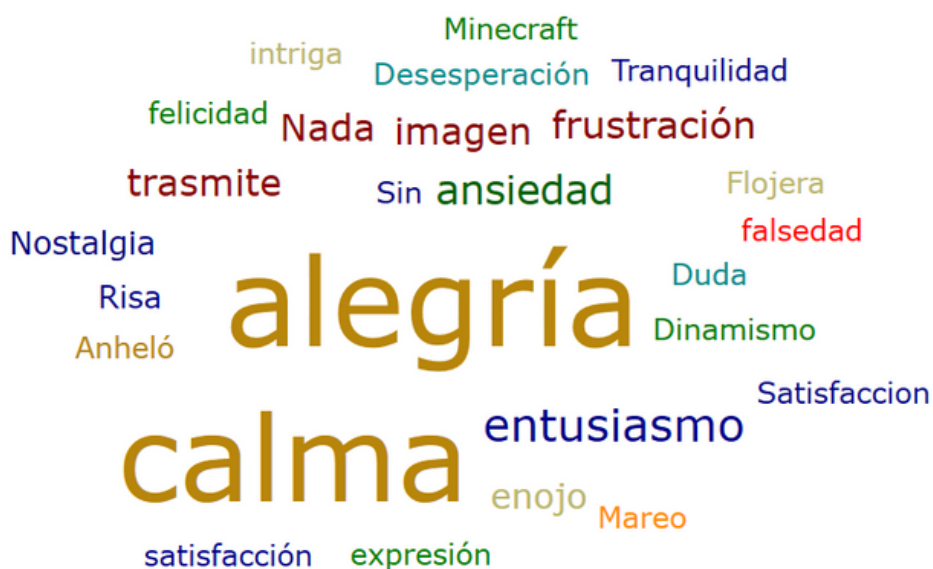 Minecraft
intriga
Desesperación
Tranquilidad
felicidad
Nada
imagen
frustración
trasmite
Sin
ansiedad
Flojera
Nostalgia
falsedad
alegría
Duda
Risa
Dinamismo
Anheló
Satisfaccion
calma
entusiasmo
enojo
Mareo
satisfacción
expresión